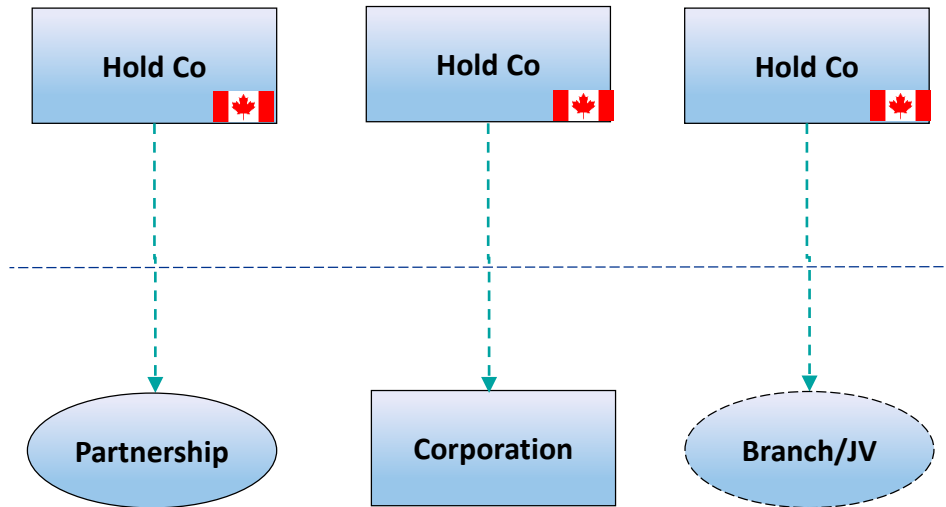 Hold Co
Hold Co
Hold Co
Partnership
Corporation
Branch/JV